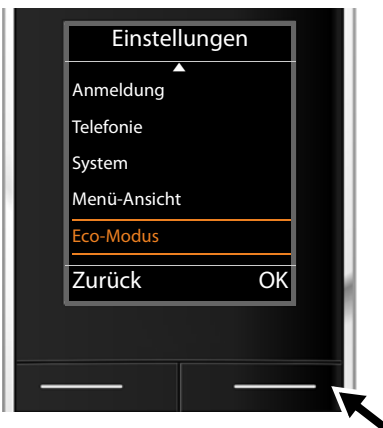 Einstellungen
Anmeldung
Telefonie
System
Menü-Ansicht
Eco-Modus
Zurück OK